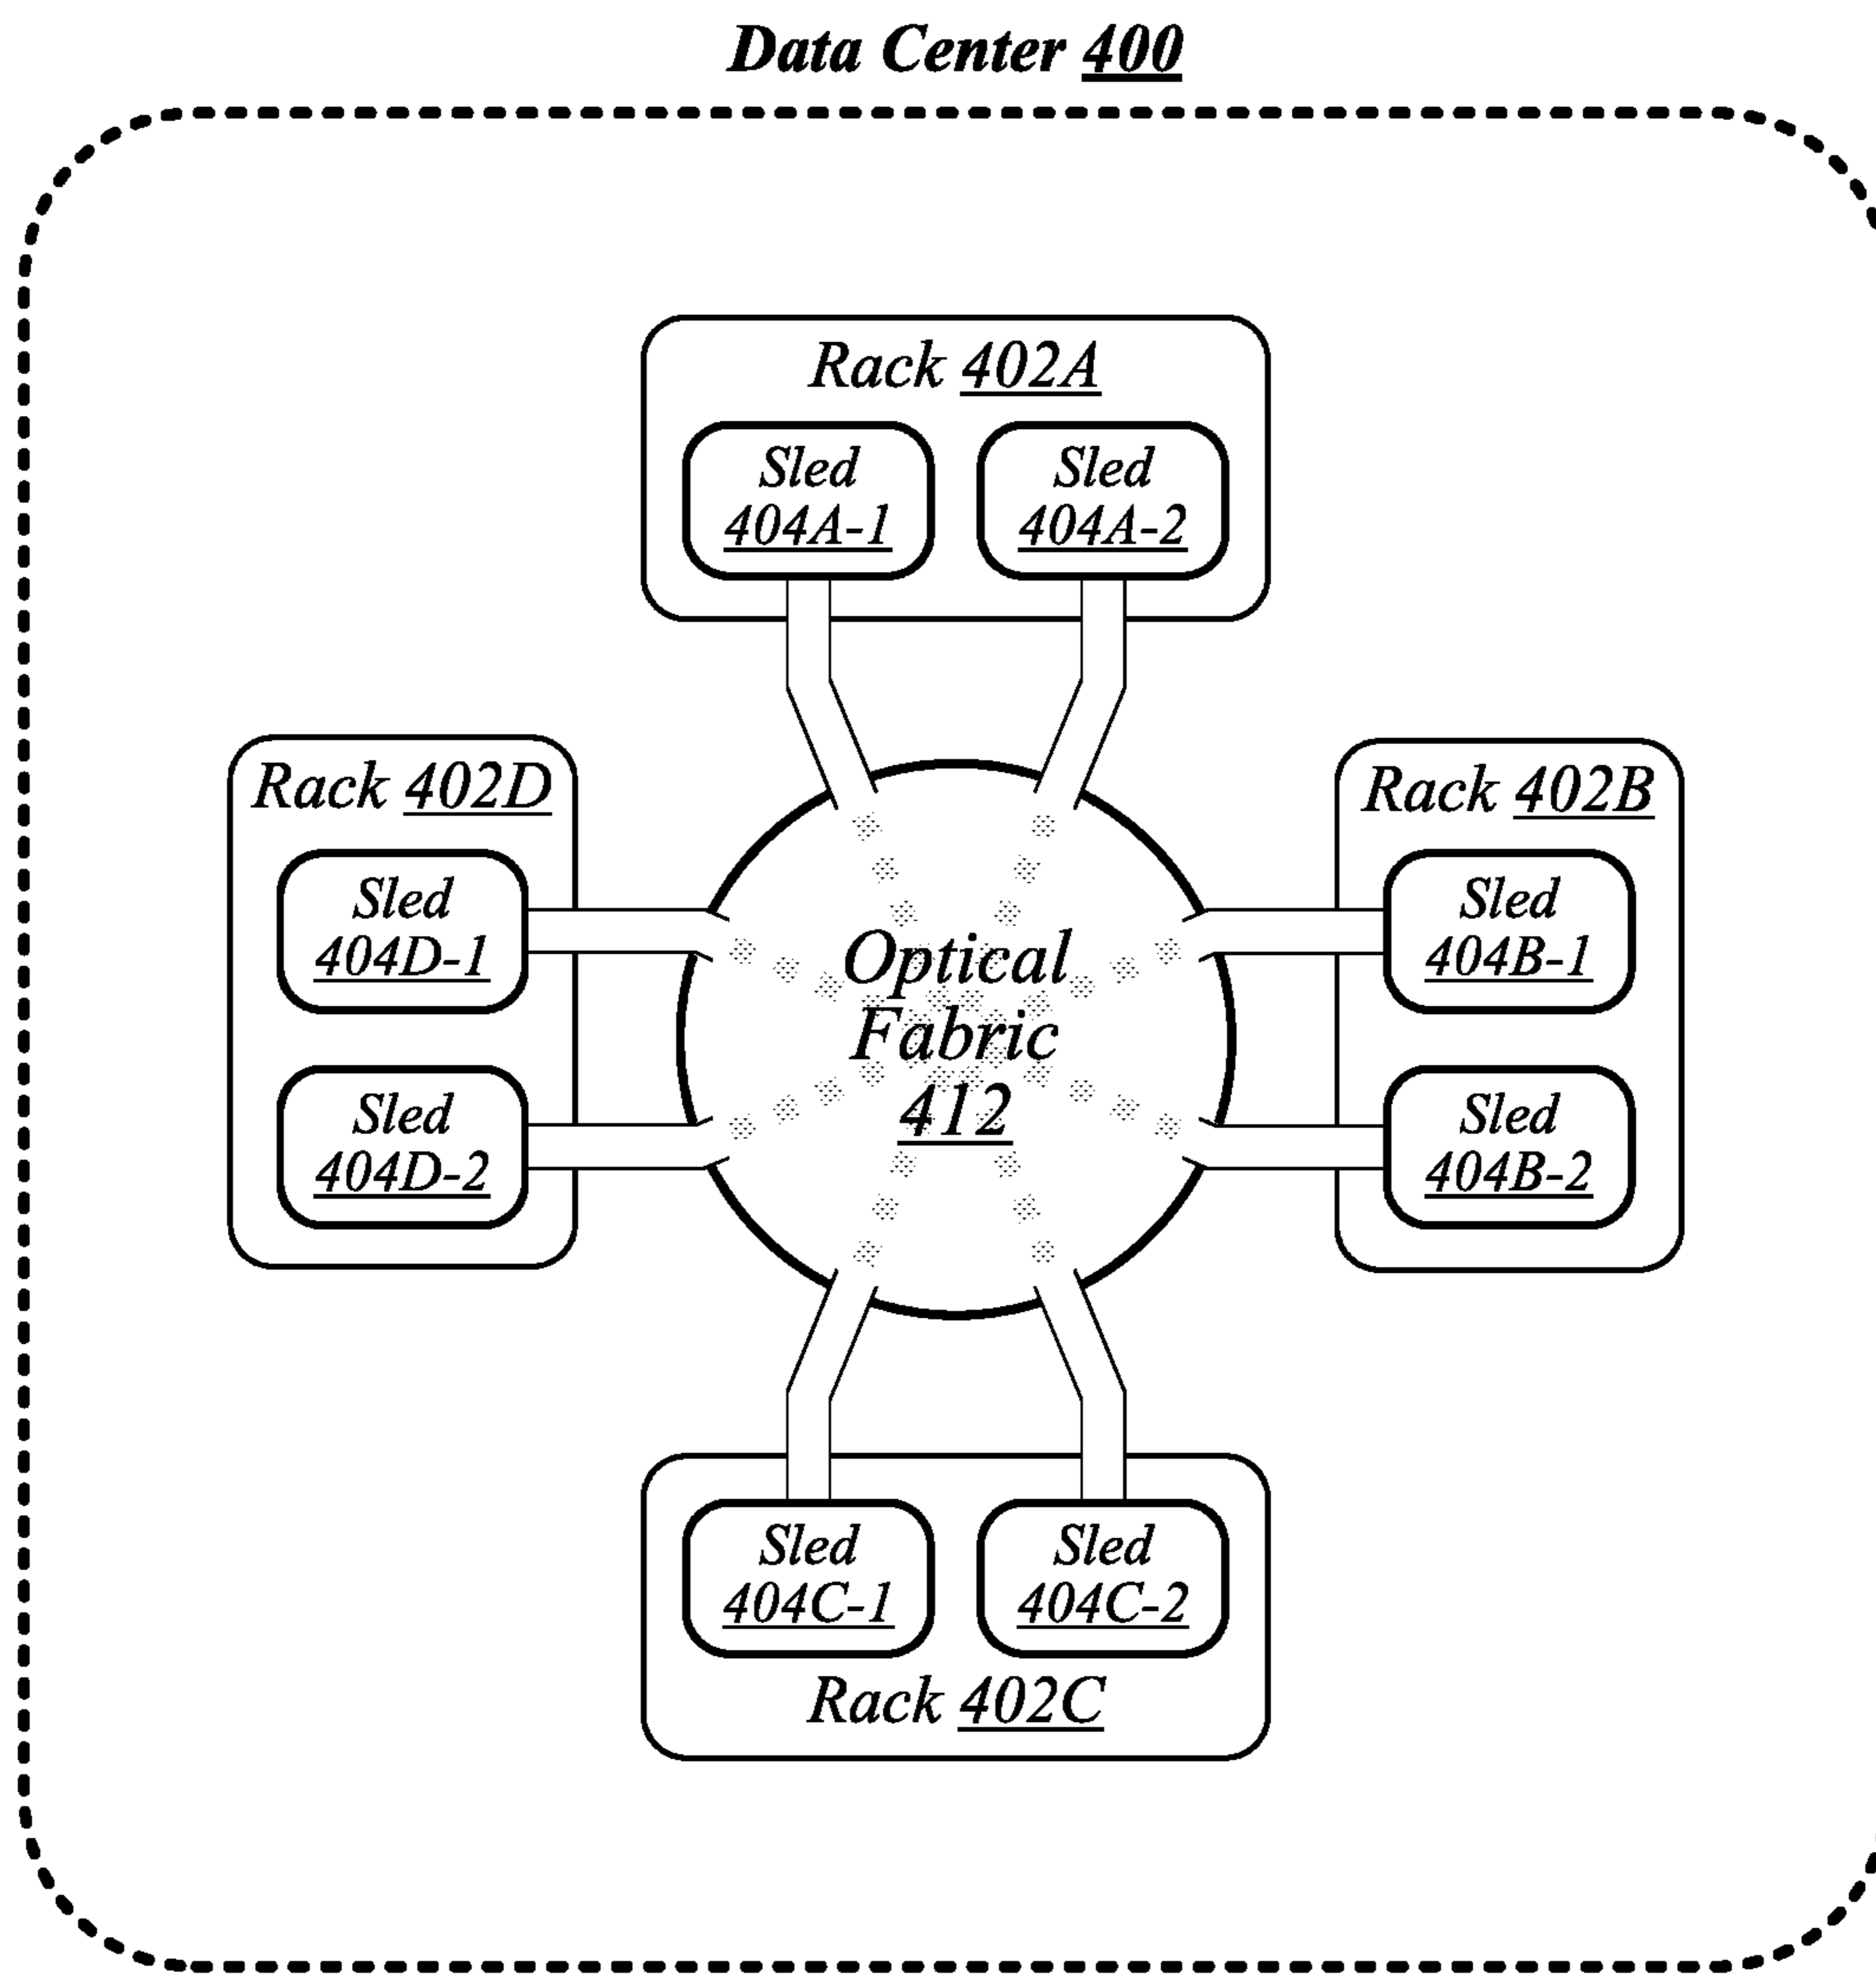 Data Center 400
Rack 402A
Sled
404A-1
Sled
404A-2
Rack 402D
Sled
404D-1
Sled
404D-2
Optical
Fabric
412
Rack 402B
Sled
404B-1
Sled
404B-2
Sled
404C-1
Sled
404C-2
Rack 402C